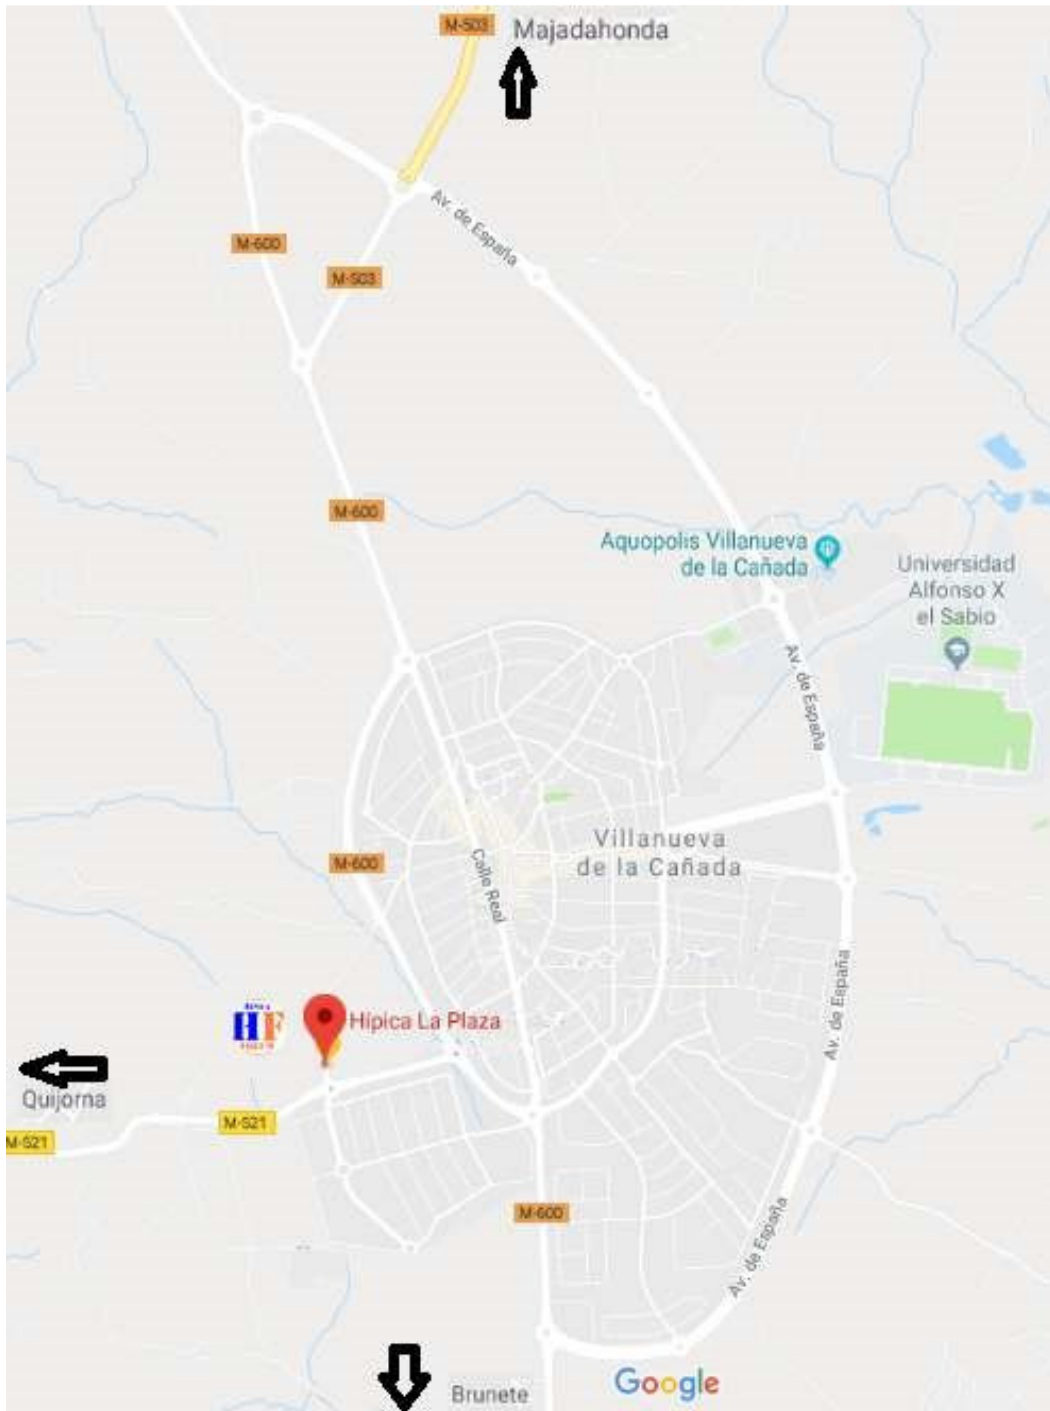 M-503
Majadahonda
Av. de España
M-600
M-503
M-600
Aquopolis Villanueva
de la Cañada
Universidad
Alfonso X
el Sabio
Av. de España
Villanueva
de la Cañada
M-600
Calle Real
Av. de España
HF
Hípica La Plaza
Quijorna
M-521
M-521
M-600
Av. de España
Brunete
Google